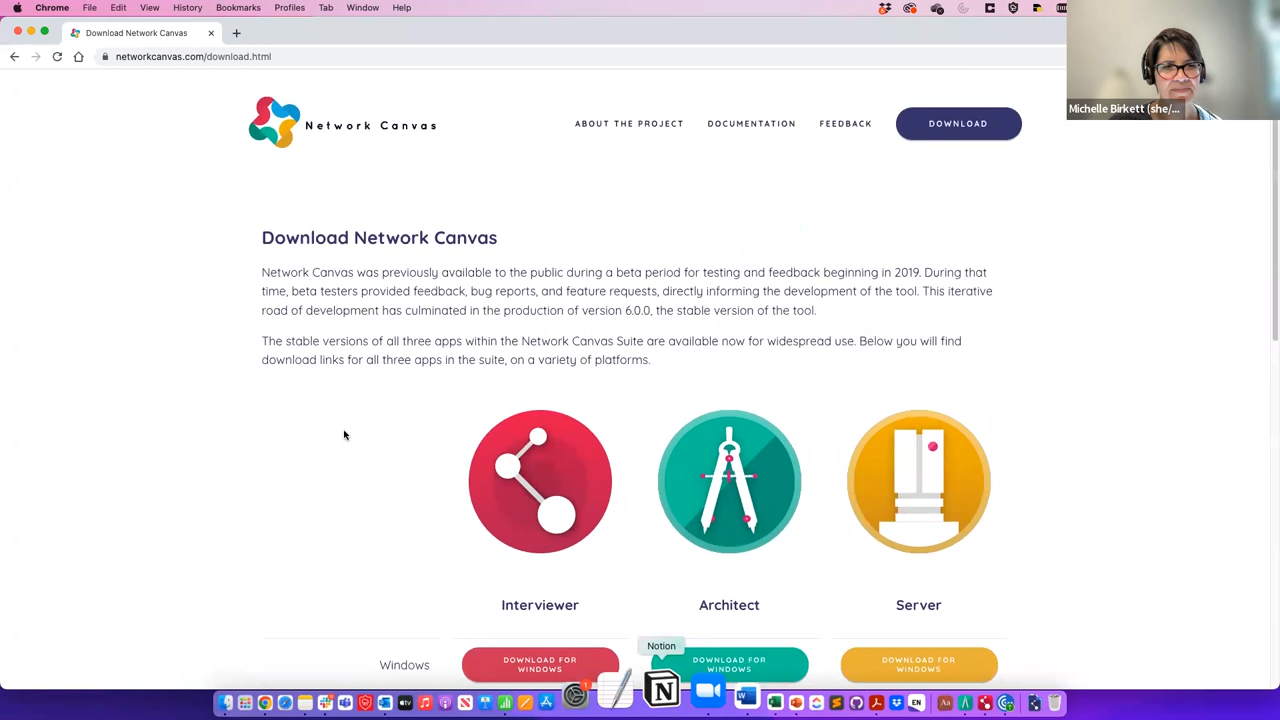 Chrome File Edit View History Bookmarks Profiles Tab Window Help
Download Network Canvas
networkcanvas.com/download.html
Michelle Birkett (she/...
Network Canvas
ABOUT THE PROJECT
DOCUMENTATION
FEEDBACK
DOWNLOAD
Download Network Canvas
Network Canvas was previously available to the public during a beta period for testing and feedback beginning in 2019. During that
time, beta testers provided feedback, bug reports, and feature requests, directly informing the development of the tool. This iterative
road of development has culminated in the production of version 6.0.0, the stable version of the tool.
The stable versions of all three apps within the Network Canvas Suite are available now for widespread use. Below you will find
download links for all three apps in the suite, on a variety of platforms.
Interviewer
Architect
Server
Notion
Windows
DOWNLOAD FOR
WINDOWS
DOWNLOAD FOR
WINDOWS
DOWNLOAD FOR
WINDOWS
1
N
W
EN
Aa